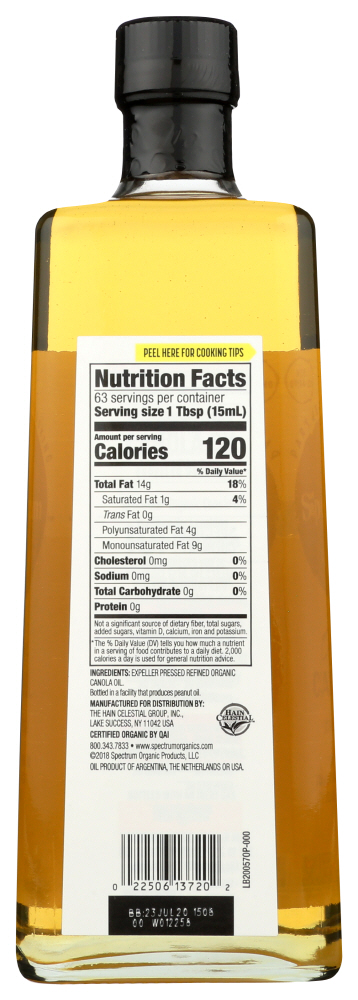 PEEL HERE FOR COOKING TIPS
Nutrition Facts
63 servings per container
Serving size 1 Tbsp (15mL)
Amount per serving
Calories 120
% Daily Value*
Total Fat 14g 18%
Saturated Fat 1g 4%
Trans Fat 0g
Polyunsaturated Fat 4g
Monounsaturated Fat 9g
Cholesterol 0mg 0%
Sodium 0mg 0%
Total Carbohydrate 0g 0%
Protein 0g
Not a significant source of dietary fiber, total sugars,
added sugars, vitamin D, calcium, iron and potassium.
*The % Daily Value (DV) tells you how much a nutrient
in a serving of food contributes to a daily diet. 2,000
calories a day is used for general nutrition advice.
INGREDIENTS: EXPELLER PRESSED REFINED ORGANIC
CANOLA OIL.
Bottled in a facility that produces peanut oil.
MANUFACTURED FOR DISTRIBUTION BY:
THE HAIN CELESTIAL GROUP, INC.,
LAKE SUCCESS, NY 11042 USA
HAIN
CELESTIAL
CERTIFIED ORGANIC BY QAI
800.343.7833 • www.spectrumorganics.com
©2018 Spectrum Organic Products, LLC
OIL PRODUCT OF ARGENTINA, THE NETHERLANDS OR USA.
LB200570P-000
0 22506 13720 2
BB:23JUL20 1508
00 W012258